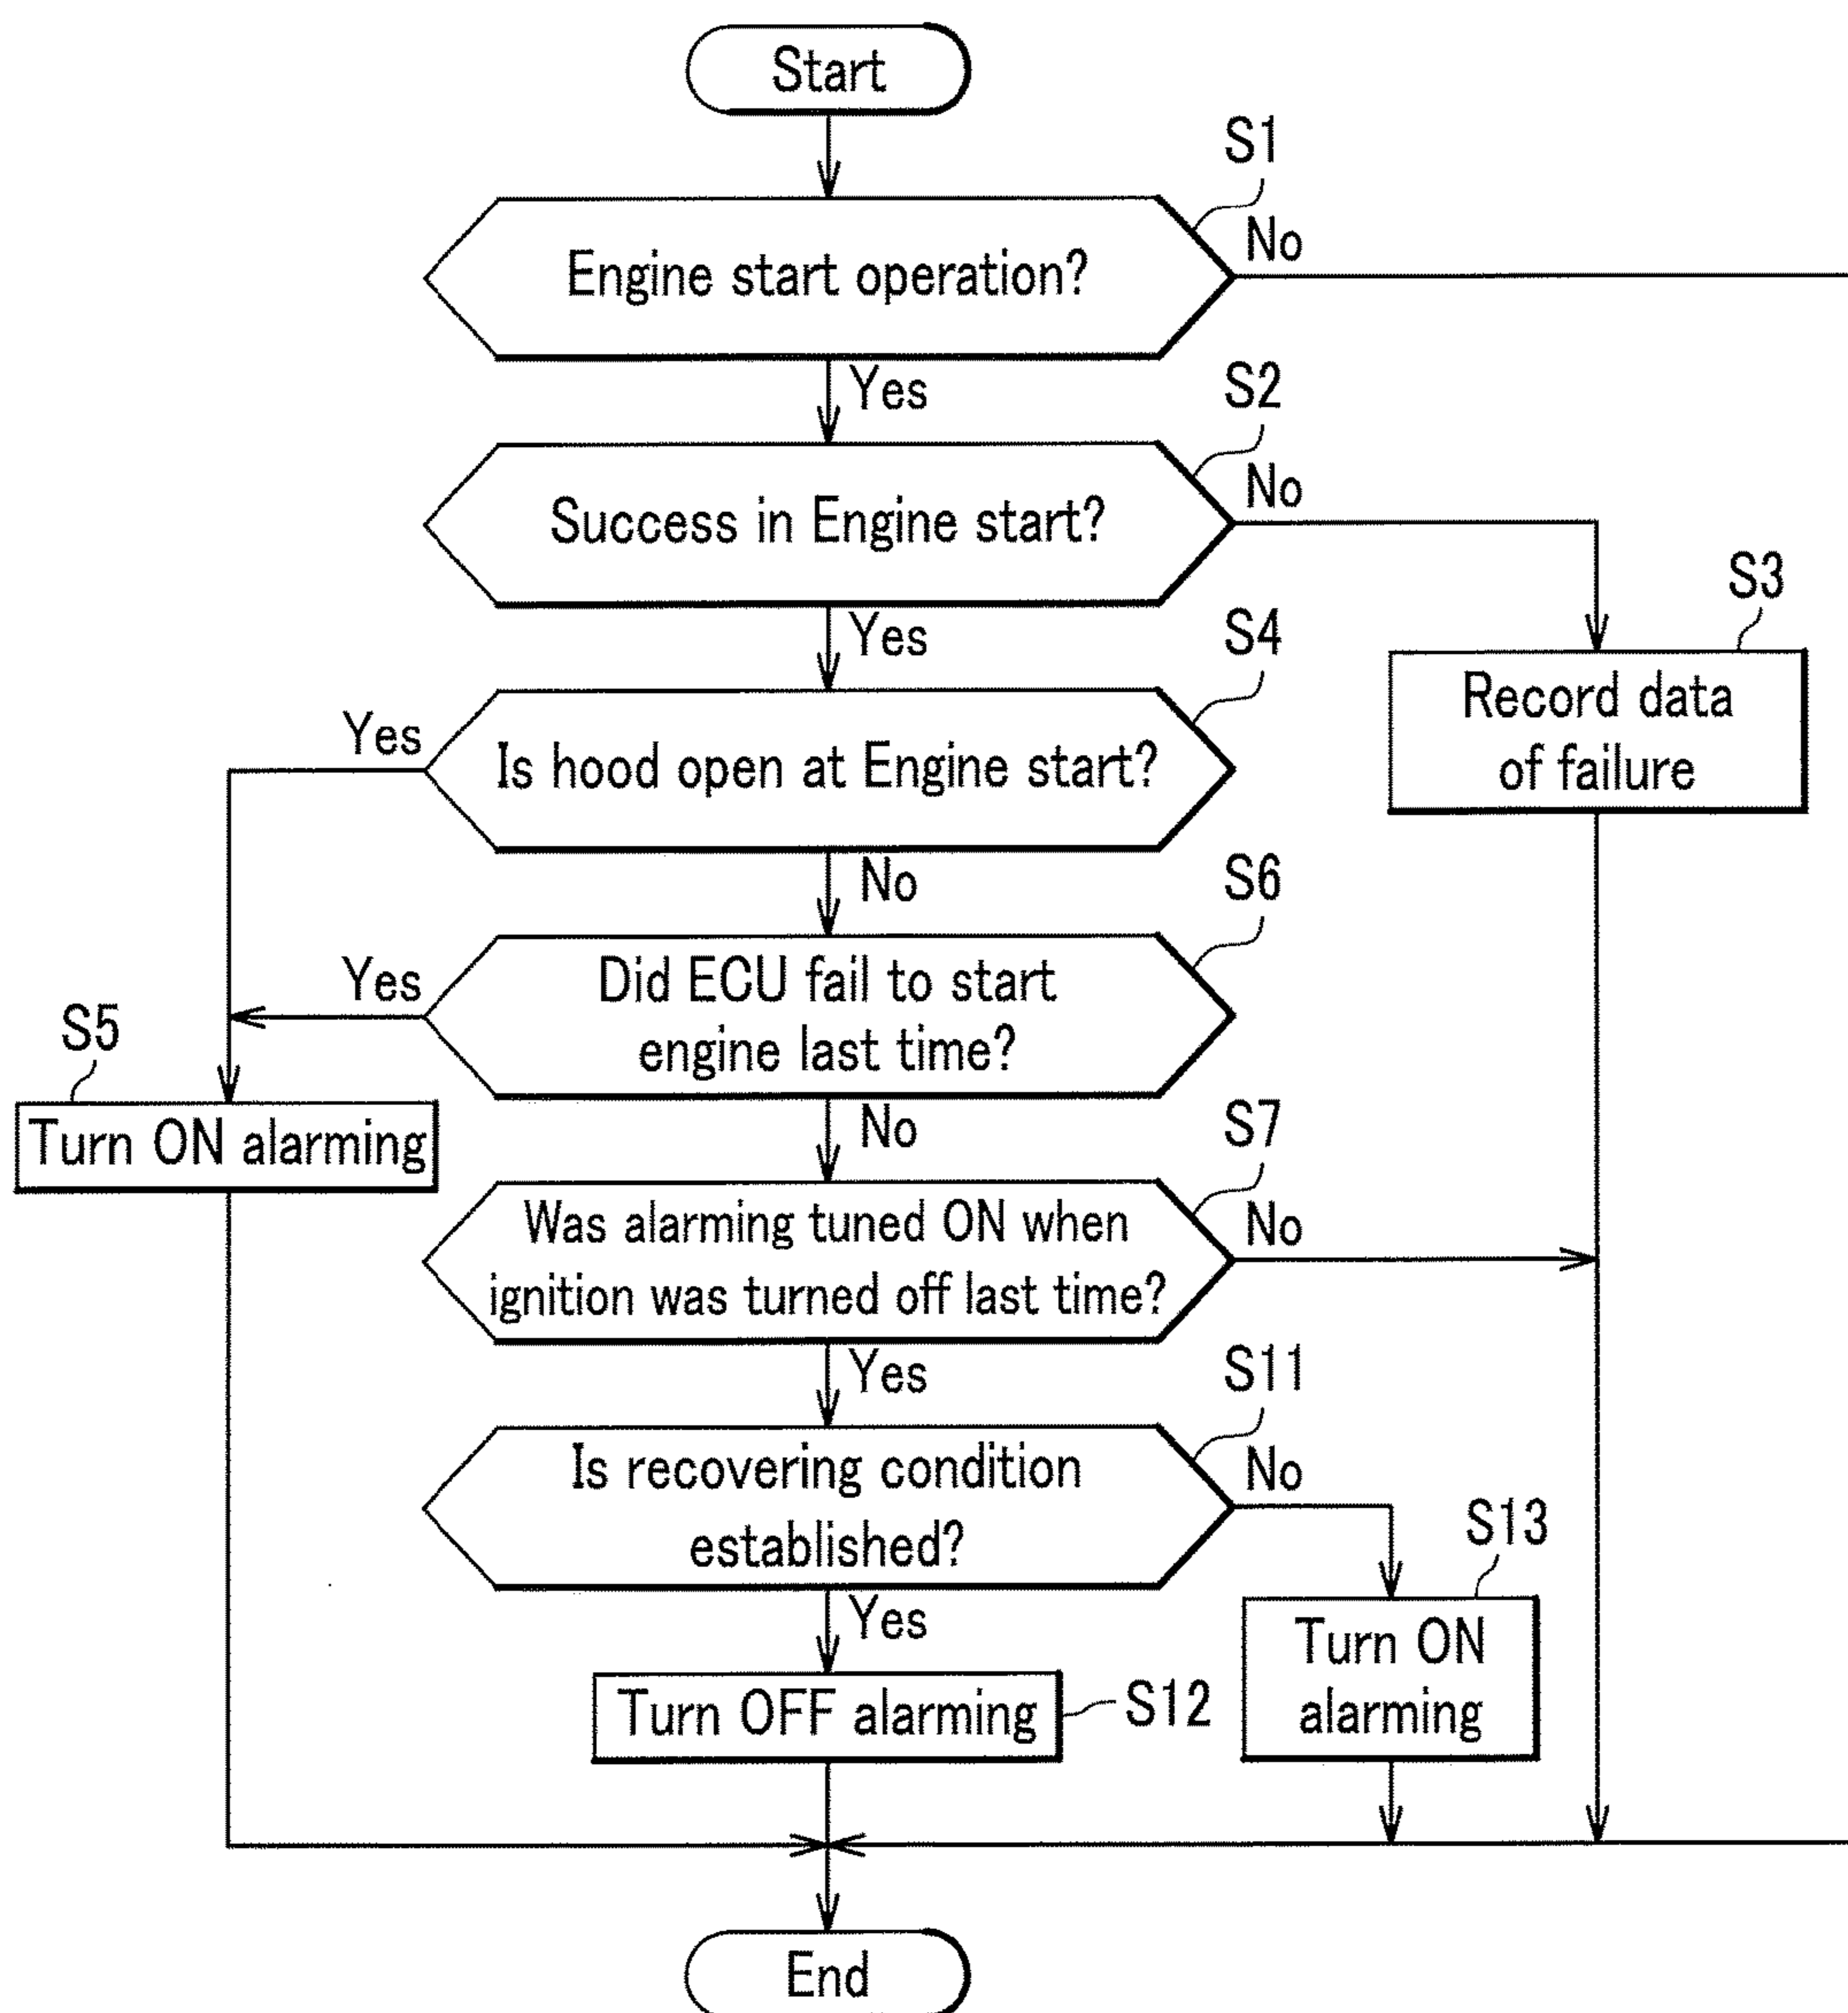 Start
S1
Engine start operation?
No
Yes
S2
Success in Engine start?
No
Yes
S3
Record data
of failure
S4
Is hood open at Engine start?
Yes
No
S6
Did ECU fail to start
engine last time?
Yes
No
S5
Turn ON alarming
S7
Was alarming tuned ON when
ignition was turned off last time?
No
Yes
S11
Is recovering condition
established?
No
Yes
S13
Turn ON
alarming
Turn OFF alarming
S12
End